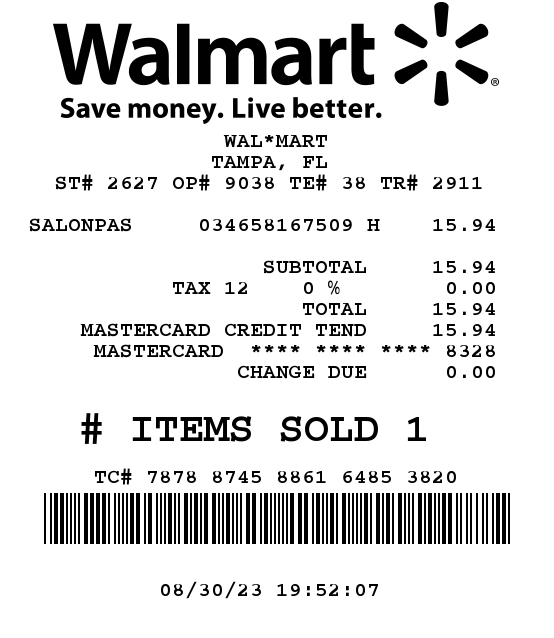 Walmart
Save money. Live better.
WAL*MART
TAMPA, FL
ST# 2627 OP# 9038 TE# 38 TR# 2911
SALONPAS 034658167509 H 15.94
SUBTOTAL 15.94
TAX 12 0 % 0.00
TOTAL 15.94
MASTERCARD CREDIT TEND 15.94
MASTERCARD **** **** **** 8328
CHANGE DUE 0.00
# ITEMS SOLD 1
TC# 7878 8745 8861 6485 3820
08/30/23 19:52:07